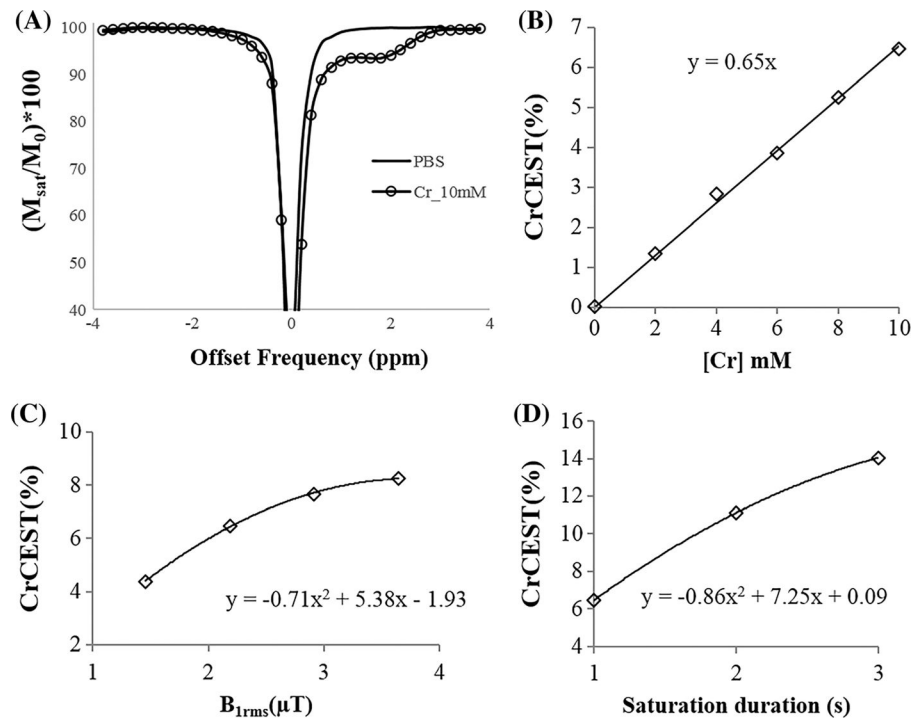 (A)
(Msat/M0)*100
100
90
80
70
60
50
40
-4
-2
0
2
4
PBS
Cr_10mM
Offset Frequency (ppm)
(B)
CrCEST(%)
7
6
5
4
3
2
1
0
0
2
4
6
8
10
y = 0.65x
[Cr] mM
(C)
CrCEST(%)
10
8
6
4
2
1
2
3
4
y = -0.71x² + 5.38x - 1.93
B1rms(µT)
(D)
CrCEST(%)
16
14
12
10
8
6
4
1
2
3
y = -0.86x² + 7.25x + 0.09
Saturation duration (s)